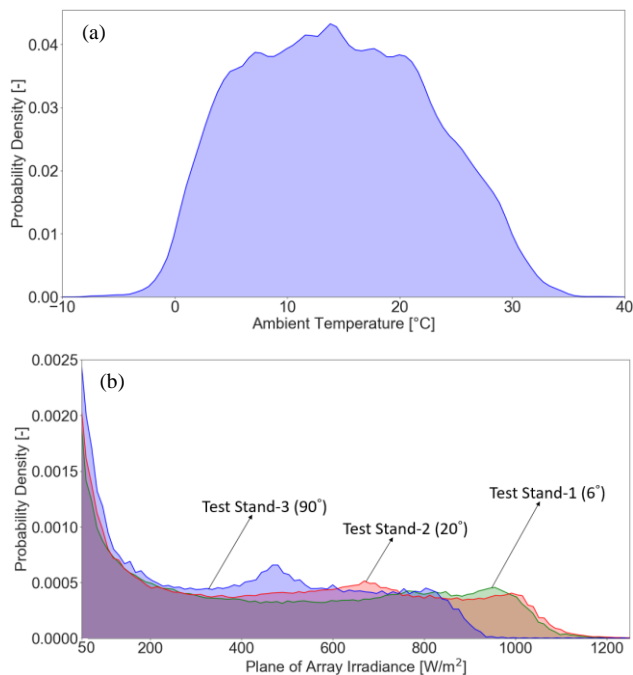 (a)
Probability Density [-]
0.04
0.03
0.02
0.01
0.00
-10
0
10
20
30
40
Ambient Temperature [°C]
(b)
Probability Density [-]
0.0025
0.0020
0.0015
0.0010
0.0005
0.0000
Test Stand-3 (90°)
Test Stand-2 (20°)
Test Stand-1 (6°)
50
200
400
600
800
1000
1200
Plane of Array Irradiance [W/m²]